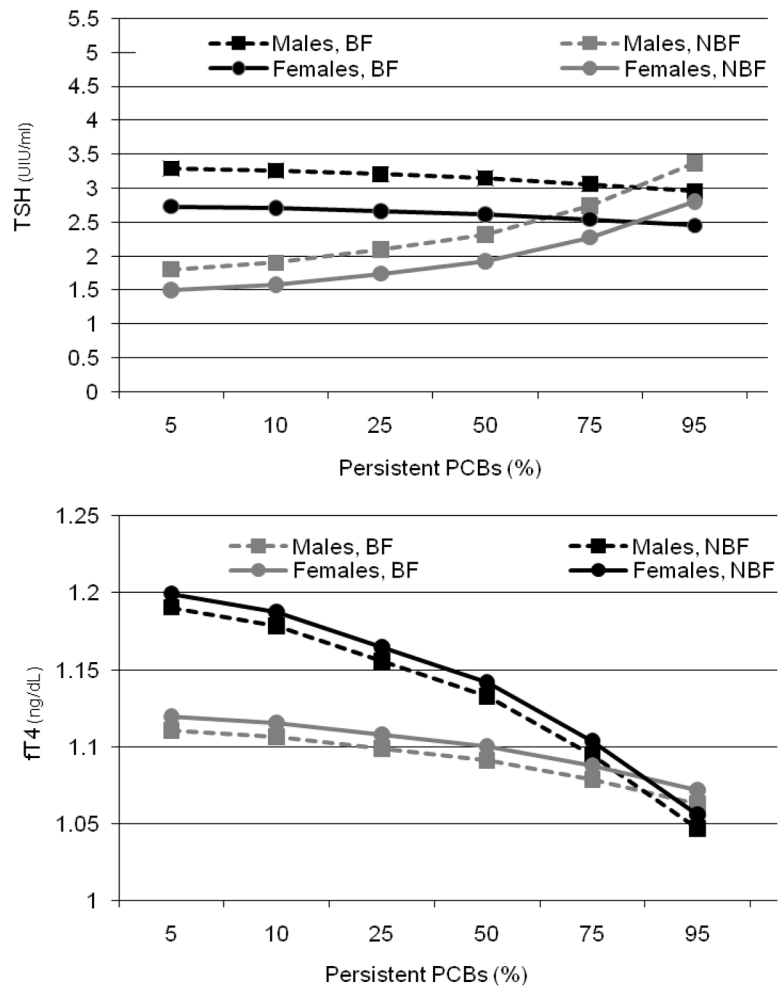 5.5
5
4.5
4
3.5
3
2.5
2
1.5
1
0.5
0
TSH (UIU/ml)
Males, BF
Males, NBF
Females, BF
Females, NBF
5 10 25 50 75 95
Persistent PCBs (%)
1.25
1.2
1.15
1.1
1.05
1
fT4 (ng/dL)
Males, BF
Males, NBF
Females, BF
Females, NBF
5 10 25 50 75 95
Persistent PCBs (%)